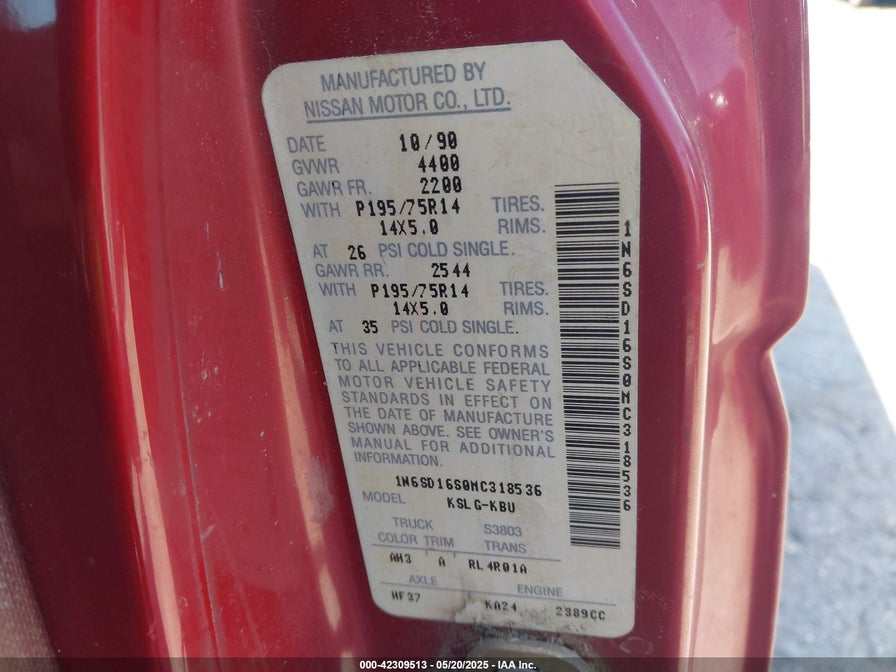 MANUFACTURED BY
NISSAN MOTOR CO., LTD.
DATE 10/90
GVWR 4400
GAWR FR. 2200
WITH P195/75R14 TIRES.
14X5.0 RIMS.
AT 26 PSI COLD SINGLE.
GAWR RR. 2544
WITH P195/75R14 TIRES.
14X5.0 RIMS.
AT 35 PSI COLD SINGLE.
THIS VEHICLE CONFORMS
TO ALL APPLICABLE FEDERAL
MOTOR VEHICLE SAFETY
STANDARDS IN EFFECT ON
THE DATE OF MANUFACTURE
SHOWN ABOVE. SEE OWNER'S
MANUAL FOR ADDITIONAL
INFORMATION.
1N6SD16S0MC318536
MODEL KSLG-KBU
TRUCK S3803
COLOR TRIM TRANS
AH3 A RL4R01A
AXLE ENGINE
HF37 KA24 2389CC
1N6SD16S0MC318536
000-42309513 - 05/20/2025 - IAA Inc.